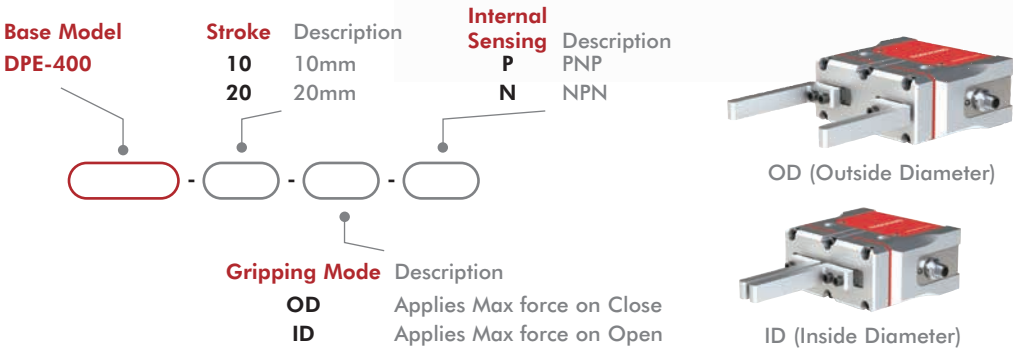 Base Model
DPE-400
Stroke Description
10 10mm
20 20mm
Internal
Sensing Description
P PNP
N NPN
- - -
Gripping Mode Description
OD Applies Max force on Close
ID Applies Max force on Open
OD (Outside Diameter)
ID (Inside Diameter)